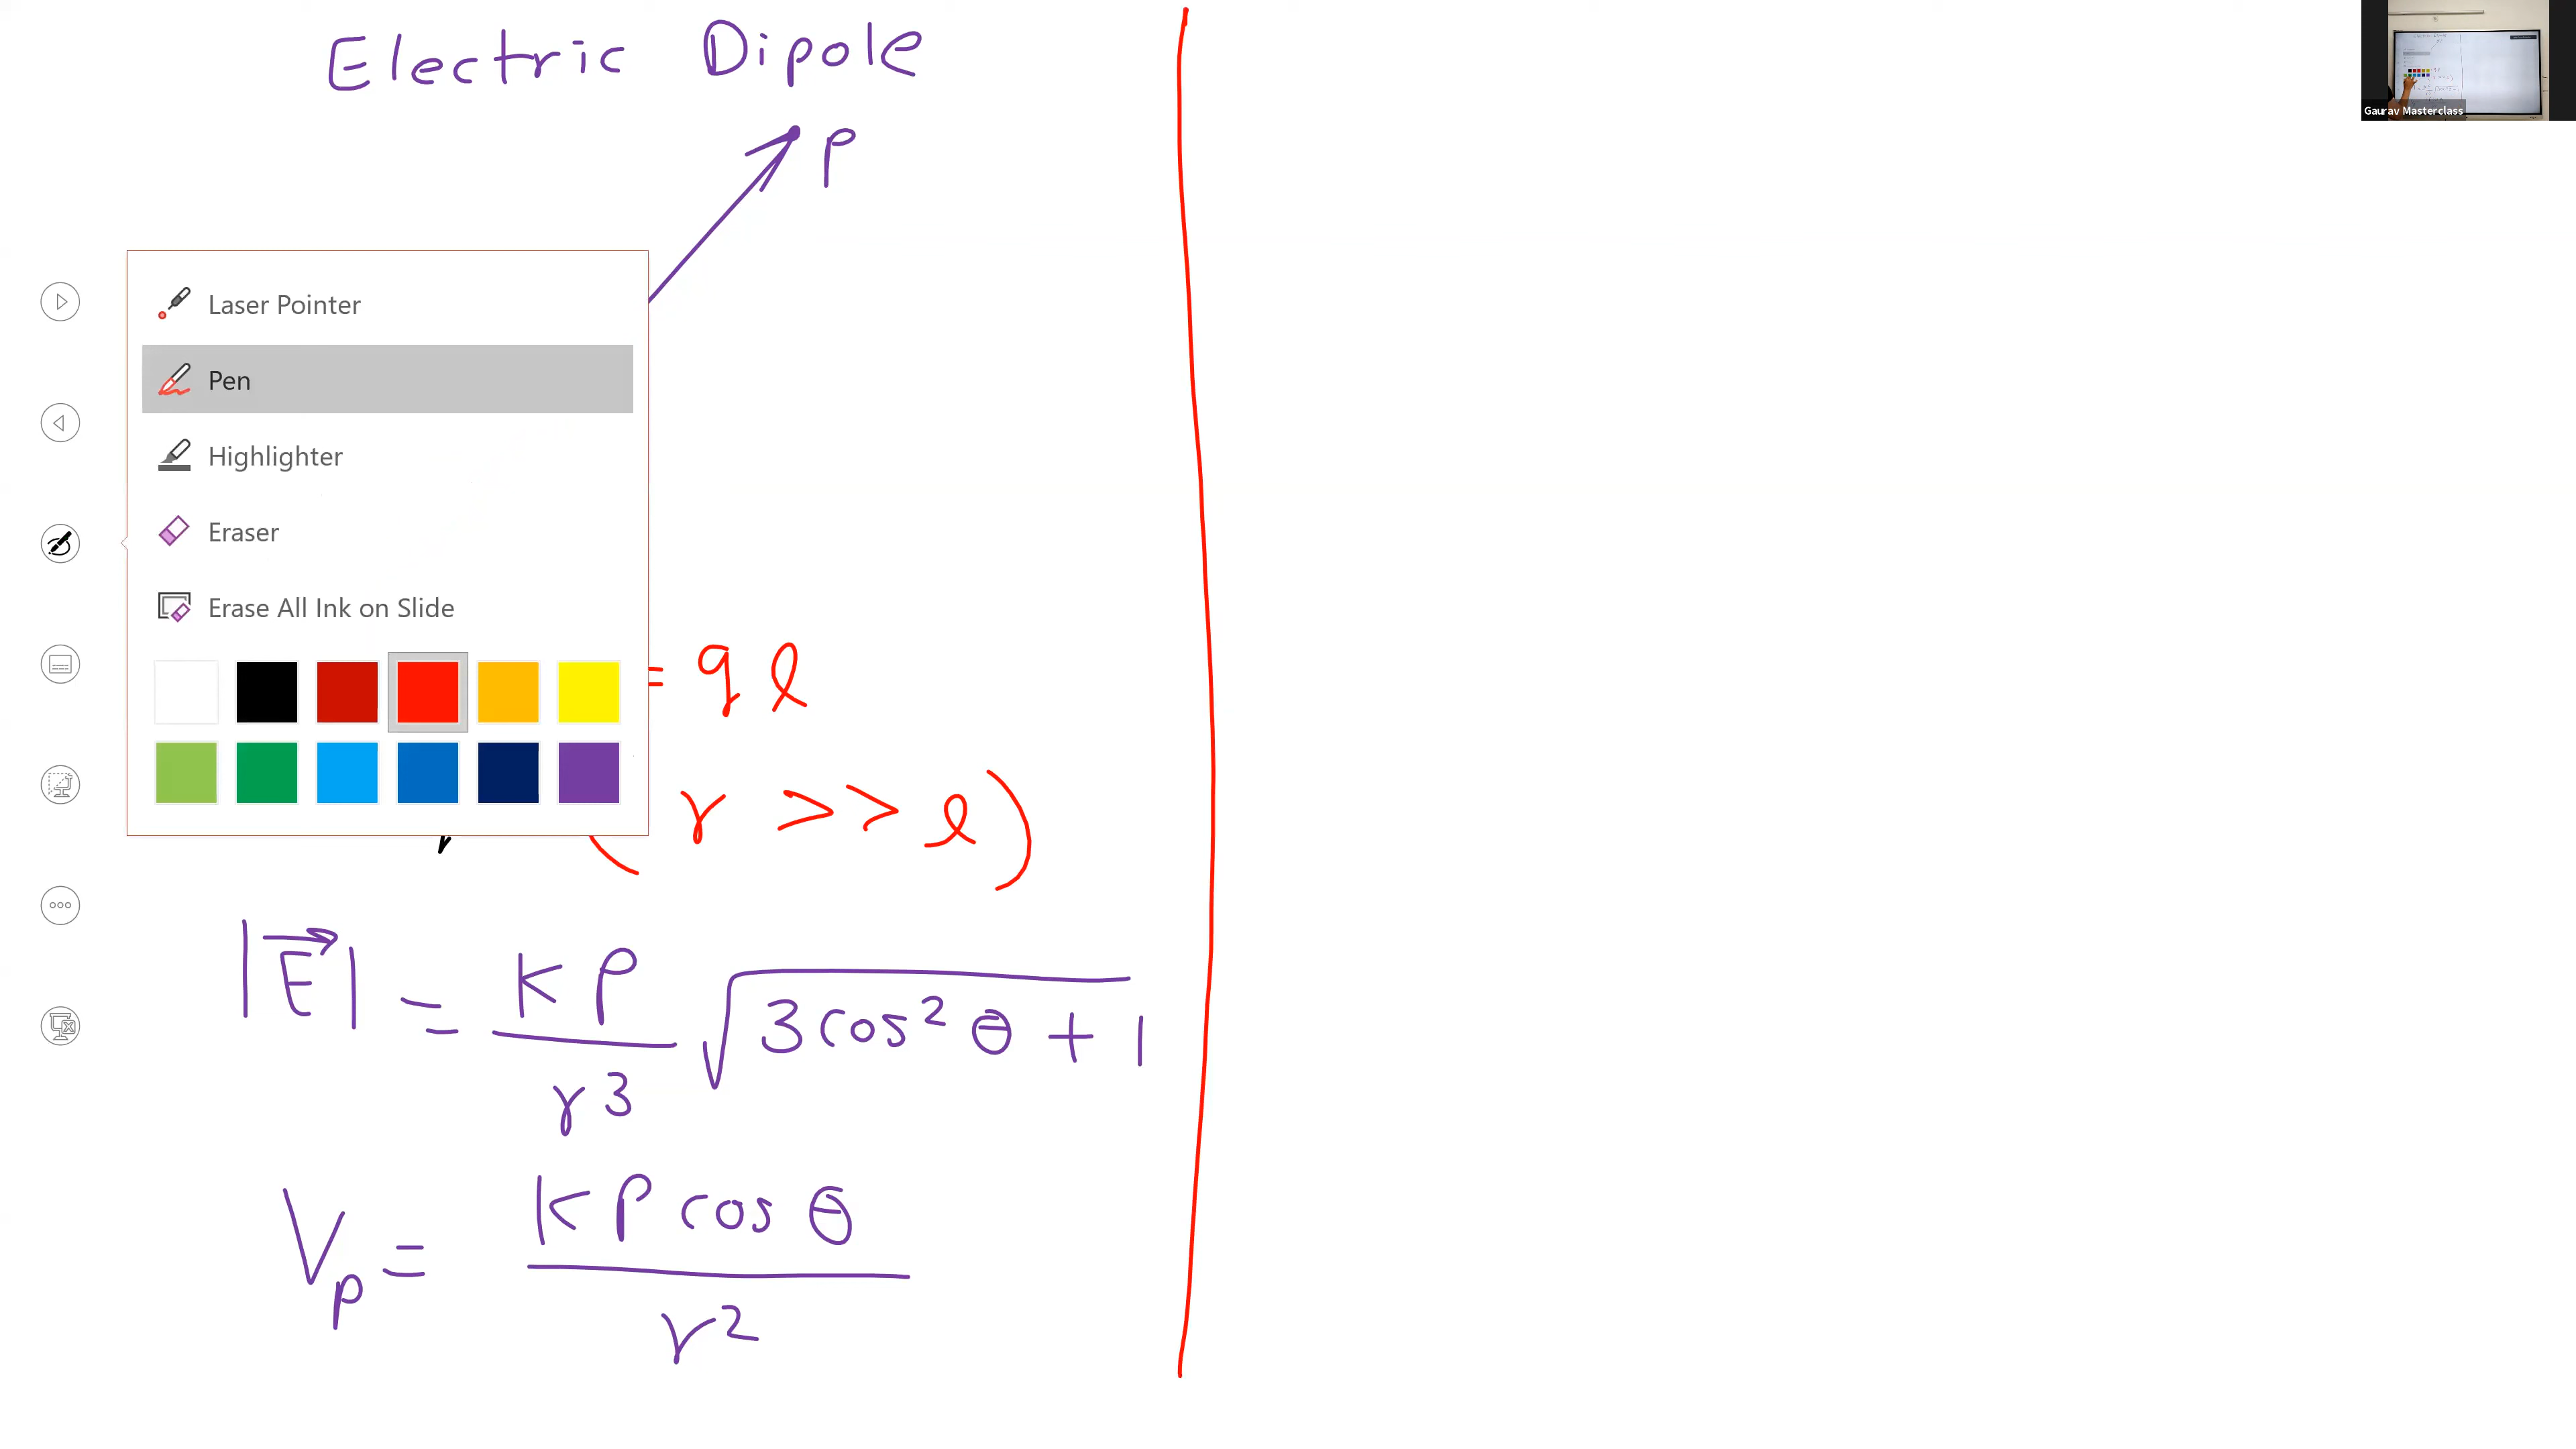 Electric Dipole
P
Gaurav Masterclass
Laser Pointer
Pen
Highlighter
Eraser
Erase All Ink on Slide
= q l
r >> l)
|E⃗| = KP/r³ √(3cos²θ + 1)
Vp = KP cos θ / r²